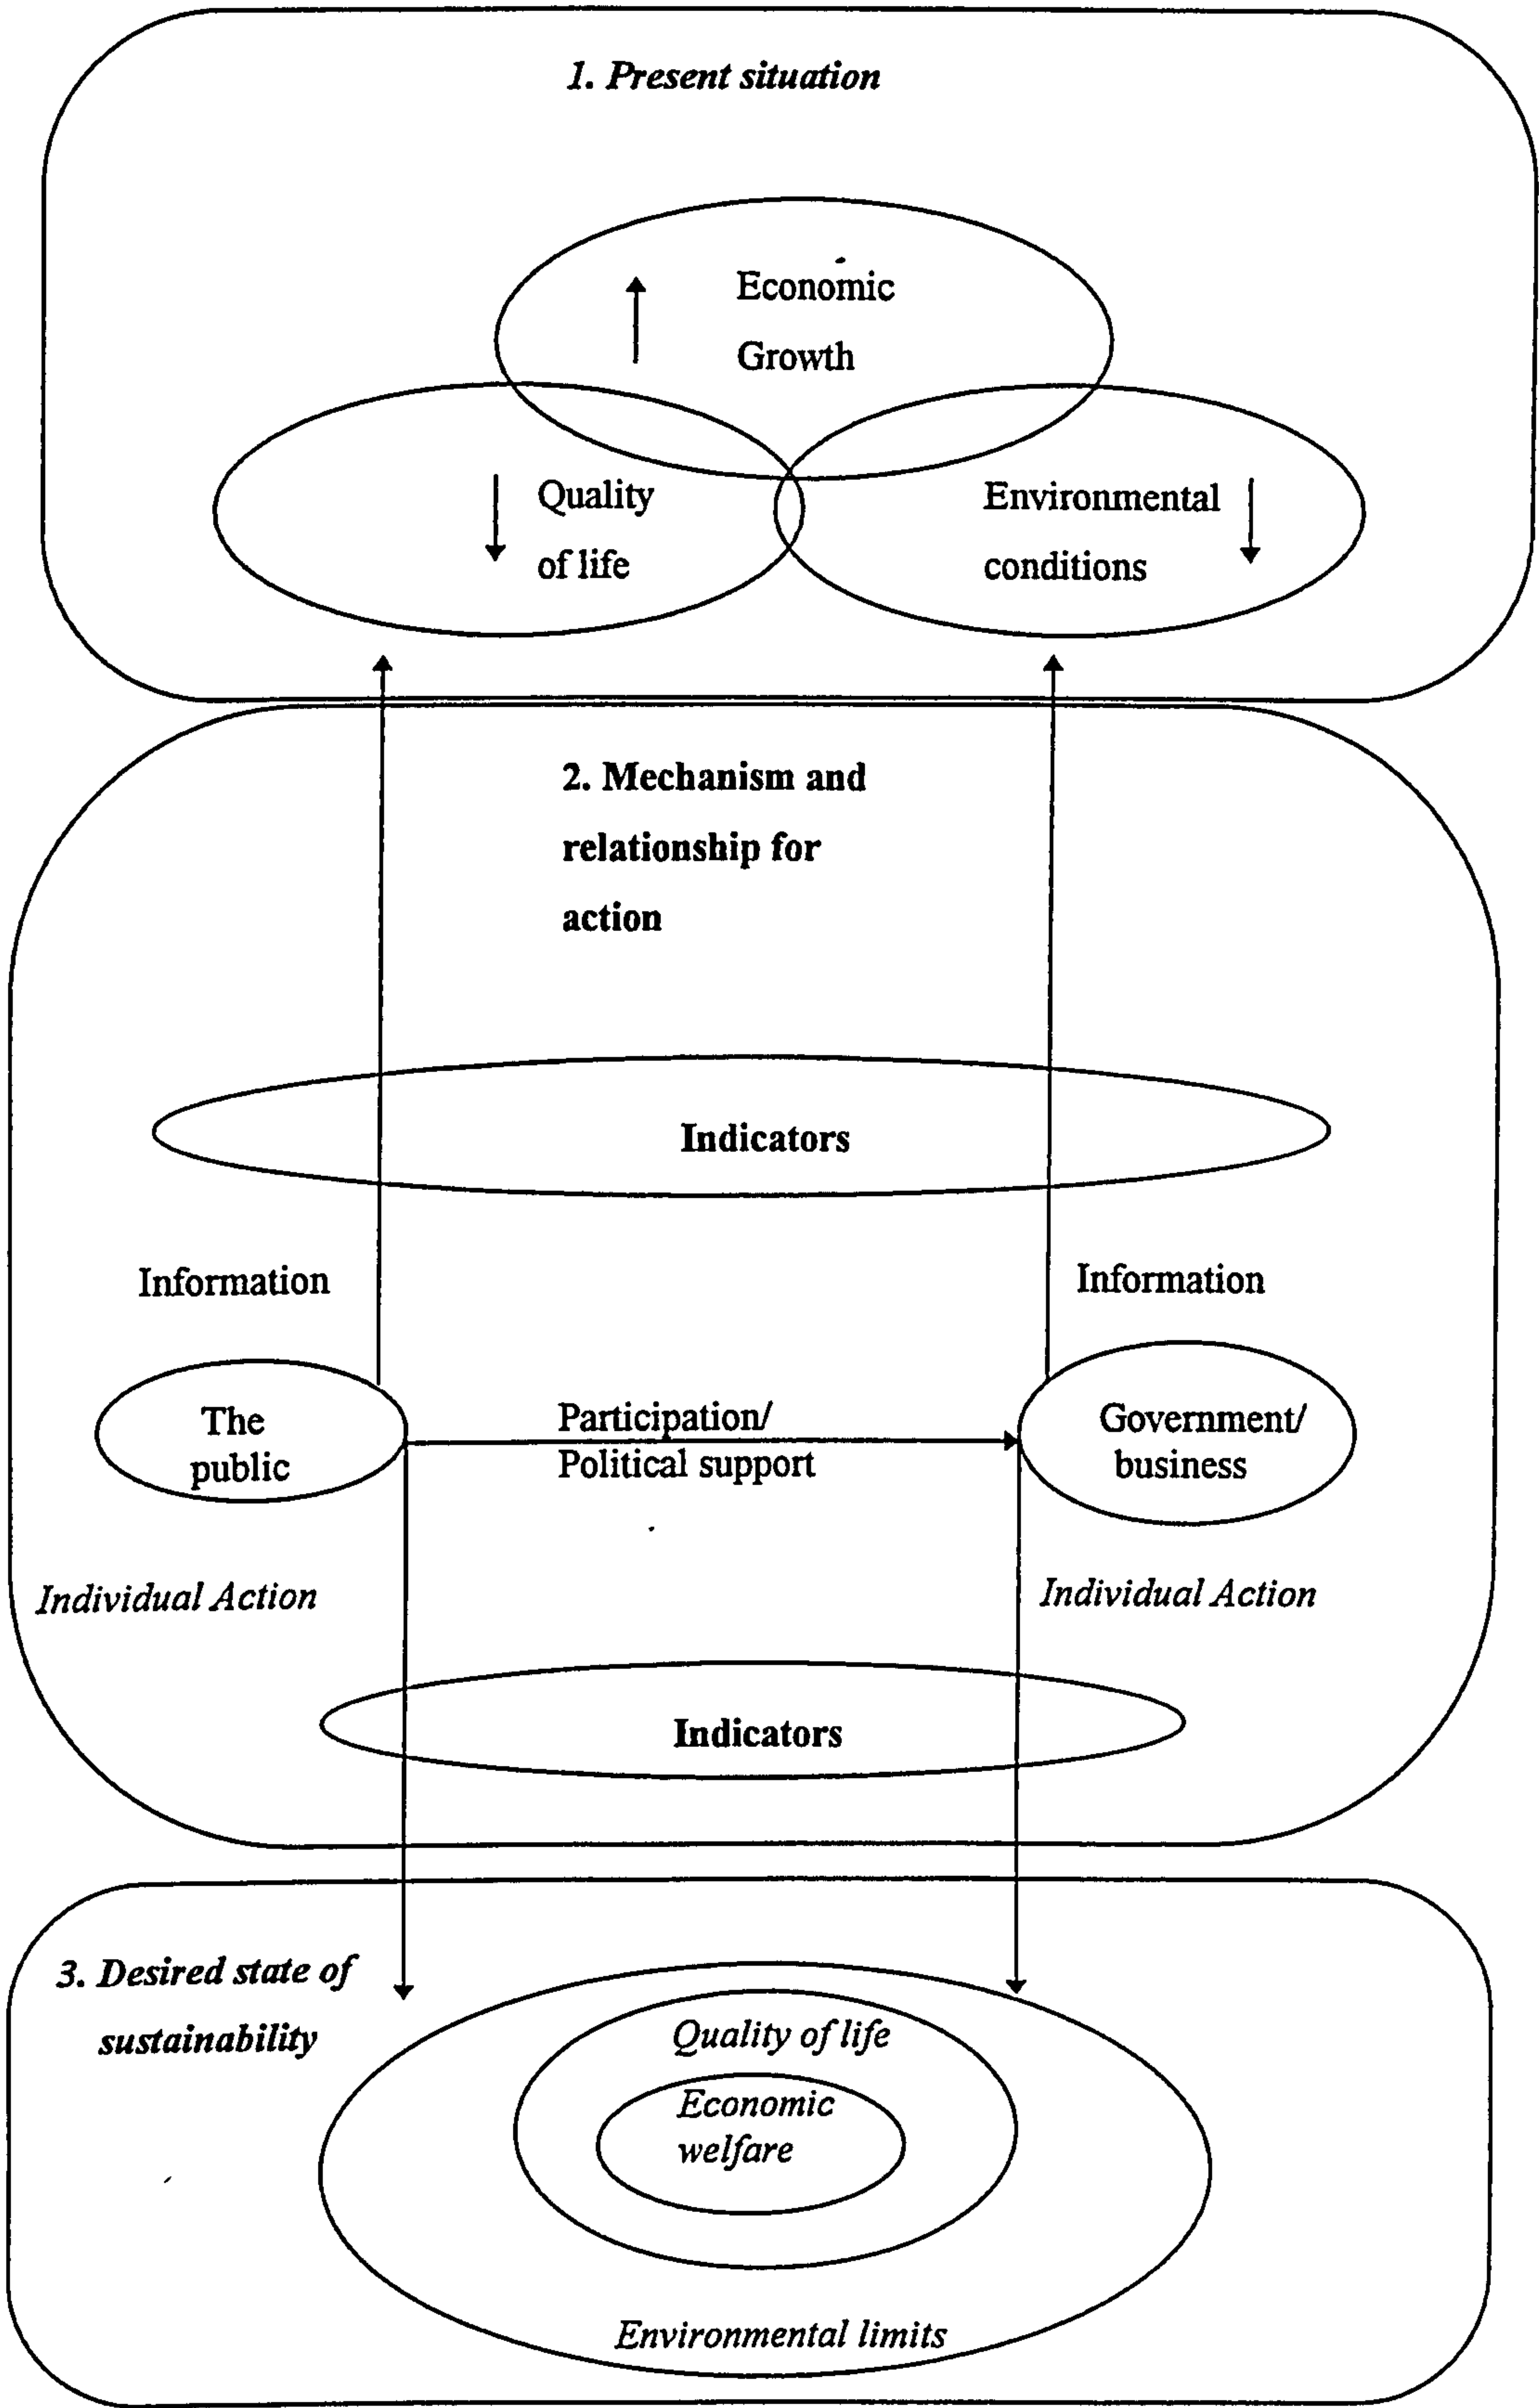 1. Present situation
Economic
Growth
Quality
of life
Environmental
conditions
2. Mechanism and
relationship for
action
Indicators
Information
Information
The
public
Participation/
Political support
Government/
business
Individual Action
Individual Action
Indicators
3. Desired state of
sustainability
Quality of life
Economic
welfare
Environmental limits